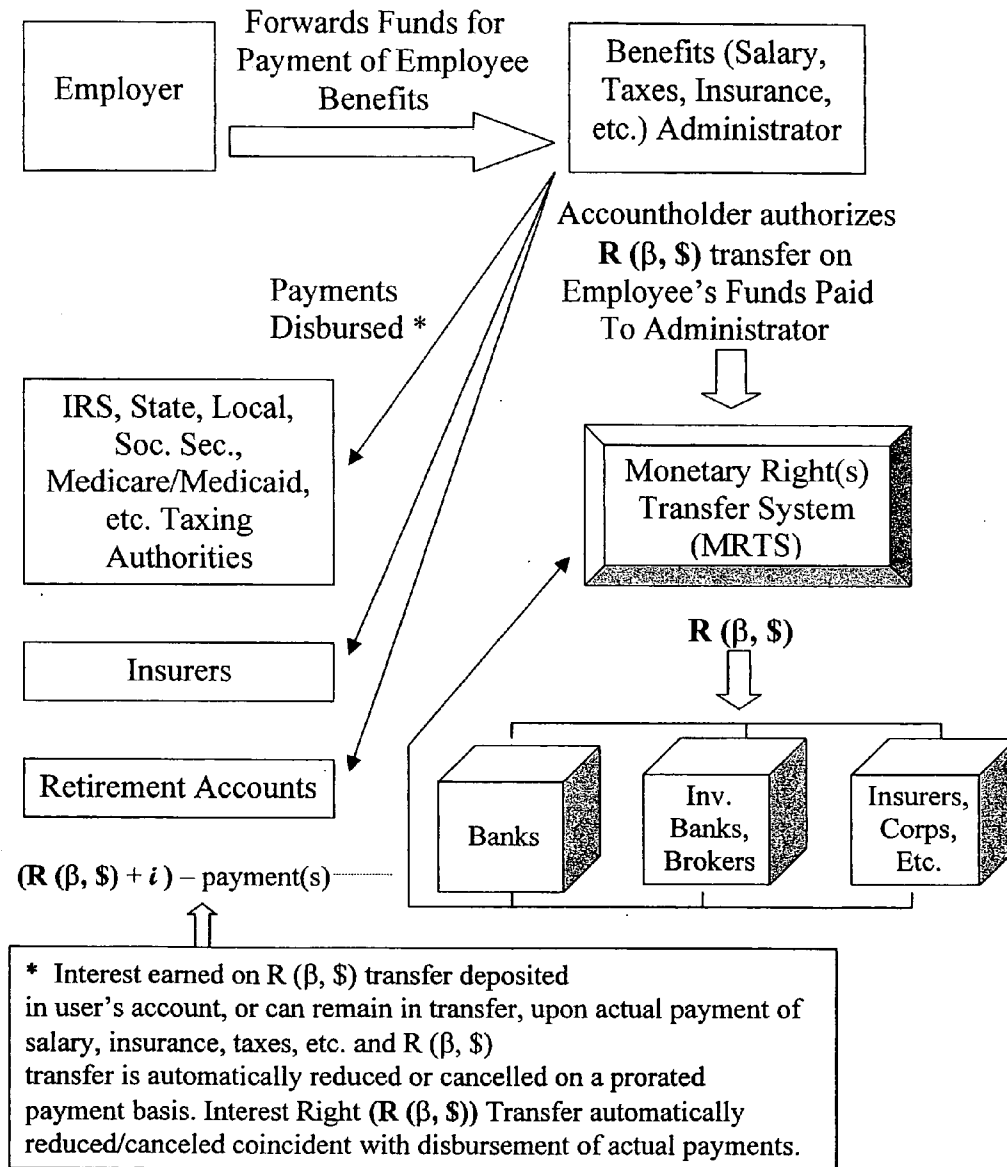 Employer
Forwards Funds for
Payment of Employee
Benefits
Benefits (Salary,
Taxes, Insurance,
etc.) Administrator
Accountholder authorizes
R (β, $) transfer on
Employee's Funds Paid
To Administrator
Payments
Disbursed *
IRS, State, Local,
Soc. Sec.,
Medicare/Medicaid,
etc. Taxing
Authorities
Monetary Right(s)
Transfer System
(MRTS)
R (β, $)
Insurers
Retirement Accounts
Banks
Inv.
Banks,
Brokers
Insurers,
Corps,
Etc.
(R (β, $) + i ) – payment(s)
* Interest earned on R (β, $) transfer deposited
in user's account, or can remain in transfer, upon actual payment of
salary, insurance, taxes, etc. and R (β, $)
transfer is automatically reduced or cancelled on a prorated
payment basis. Interest Right (R (β, $)) Transfer automatically
reduced/canceled coincident with disbursement of actual payments.